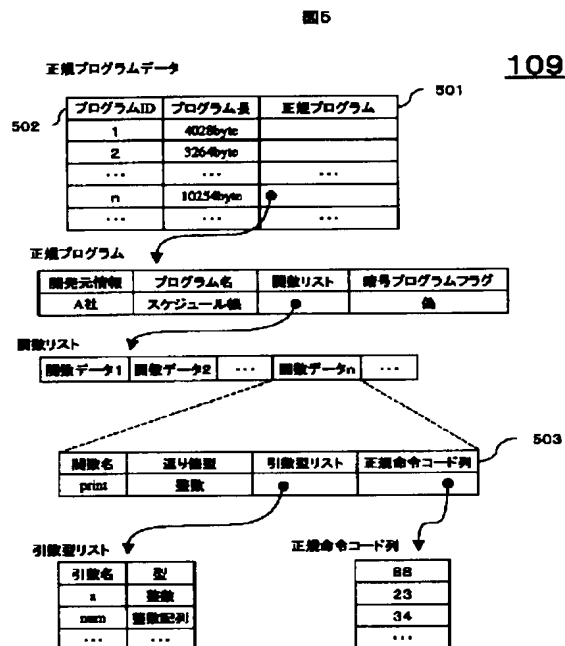 図5
正規プログラムデータ
109
501
502
プログラムID プログラム長 正規プログラム
1 4028byte
2 3264byte
... ... ...
n 10254byte
... ... ...
正規プログラム
開発元情報 プログラム名 関数リスト 暗号プログラムフラグ
A社 スケジュール帳 偽
関数リスト
関数データ1 関数データ2 ... 関数データn ...
503
関数名 返り値型 引数型リスト 正規命令コード列
print 整数
引数型リスト
引数名 型
a 整数
num 整数配列
... ...
正規命令コード列
88
23
34
...